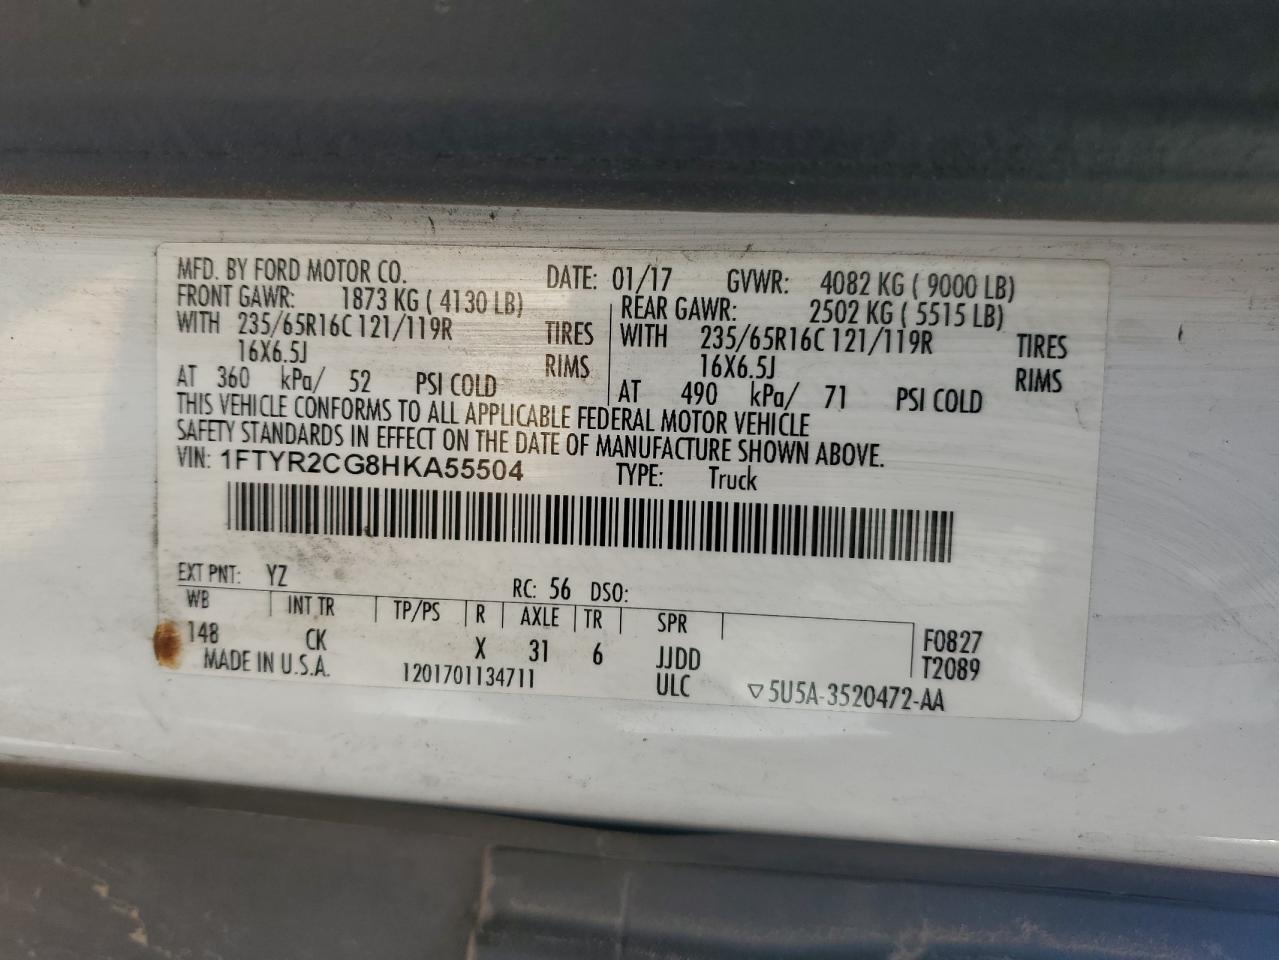 MFD. BY FORD MOTOR CO. DATE: 01/17 GVWR: 4082 KG ( 9000 LB)
FRONT GAWR: 1873 KG ( 4130 LB) REAR GAWR: 2502 KG ( 5515 LB)
WITH 235/65R16C 121/119R TIRES WITH 235/65R16C 121/119R TIRES
16X6.5J RIMS 16X6.5J RIMS
AT 360 kPa/ 52 PSI COLD AT 490 kPa/ 71 PSI COLD
THIS VEHICLE CONFORMS TO ALL APPLICABLE FEDERAL MOTOR VEHICLE
SAFETY STANDARDS IN EFFECT ON THE DATE OF MANUFACTURE SHOWN ABOVE.
VIN: 1FTYR2CG8HKA55504 TYPE: Truck
EXT PNT: YZ RC: 56 DSO:
WB INT TR TP/PS R AXLE TR SPR
148 CK X 31 6 JJDD F0827
MADE IN U.S.A. 1201701134711 ULC T2089
▽5U5A-3520472-AA